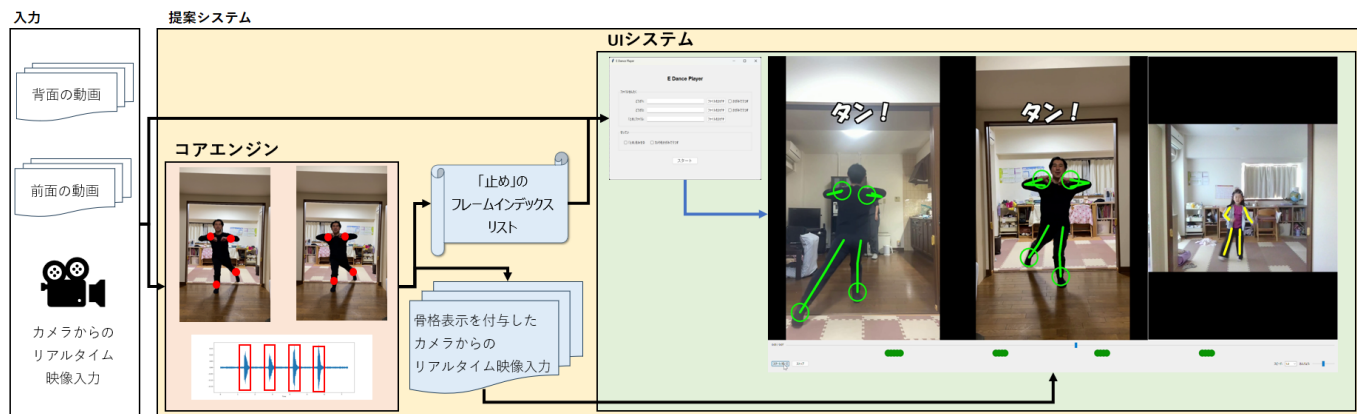 入力
背面の動画
前面の動画
カメラからの
リアルタイム
映像入力
提案システム
コアエンジン
「止め」の
フレームインデックス
リスト
骨格表示を付与した
カメラからの
リアルタイム映像入力
UIシステム
E Dance Player
E Dance Player
スタート
タン！
タン！